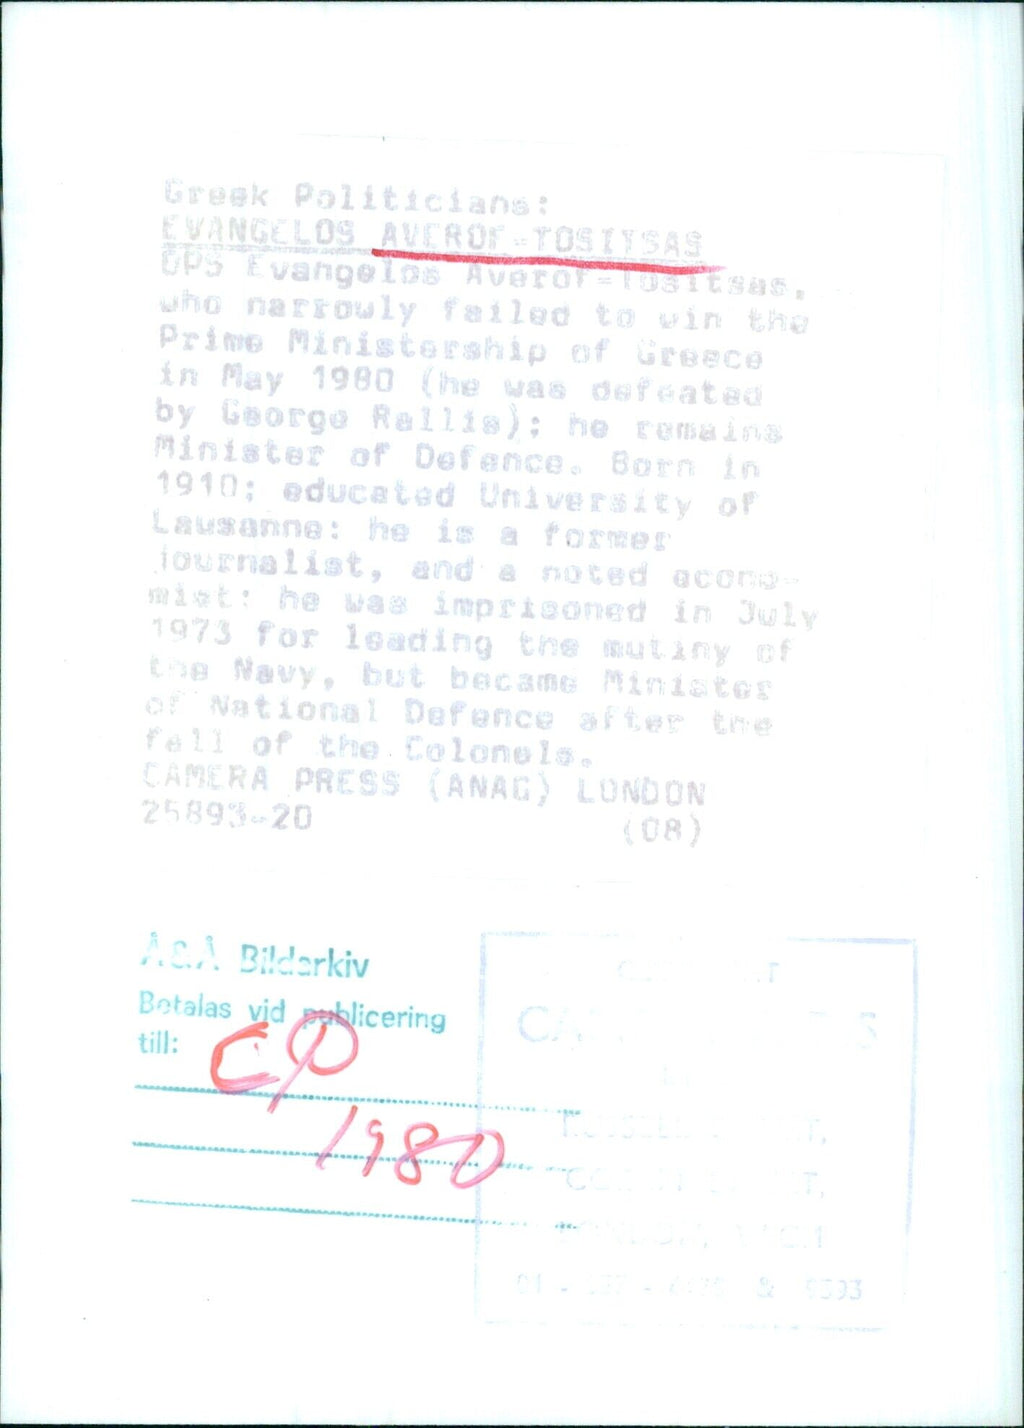 Greek Politicians:
EVANGELOS AVEROF-TOSITSAS
OPS Evangelos Averof-Tositsas,
who narrowly failed to win the
Prime Ministership of Greece
in May 1980 (he was defeated
by George Rallis); he remains
Minister of Defence. Born in
1910; educated University of
Lausanne: he is a former
journalist, and a noted econo-
mist: he was imprisoned in July
1973 for leading the mutiny of
the Navy, but became Minister
of National Defence after the
fall of the Colonels.
CAMERA PRESS (ANAG) LONDON
25893-20 (08)
Å&Å Bildarkiv
Betalas vid publicering
till:
CP
1980
01 - & 9393